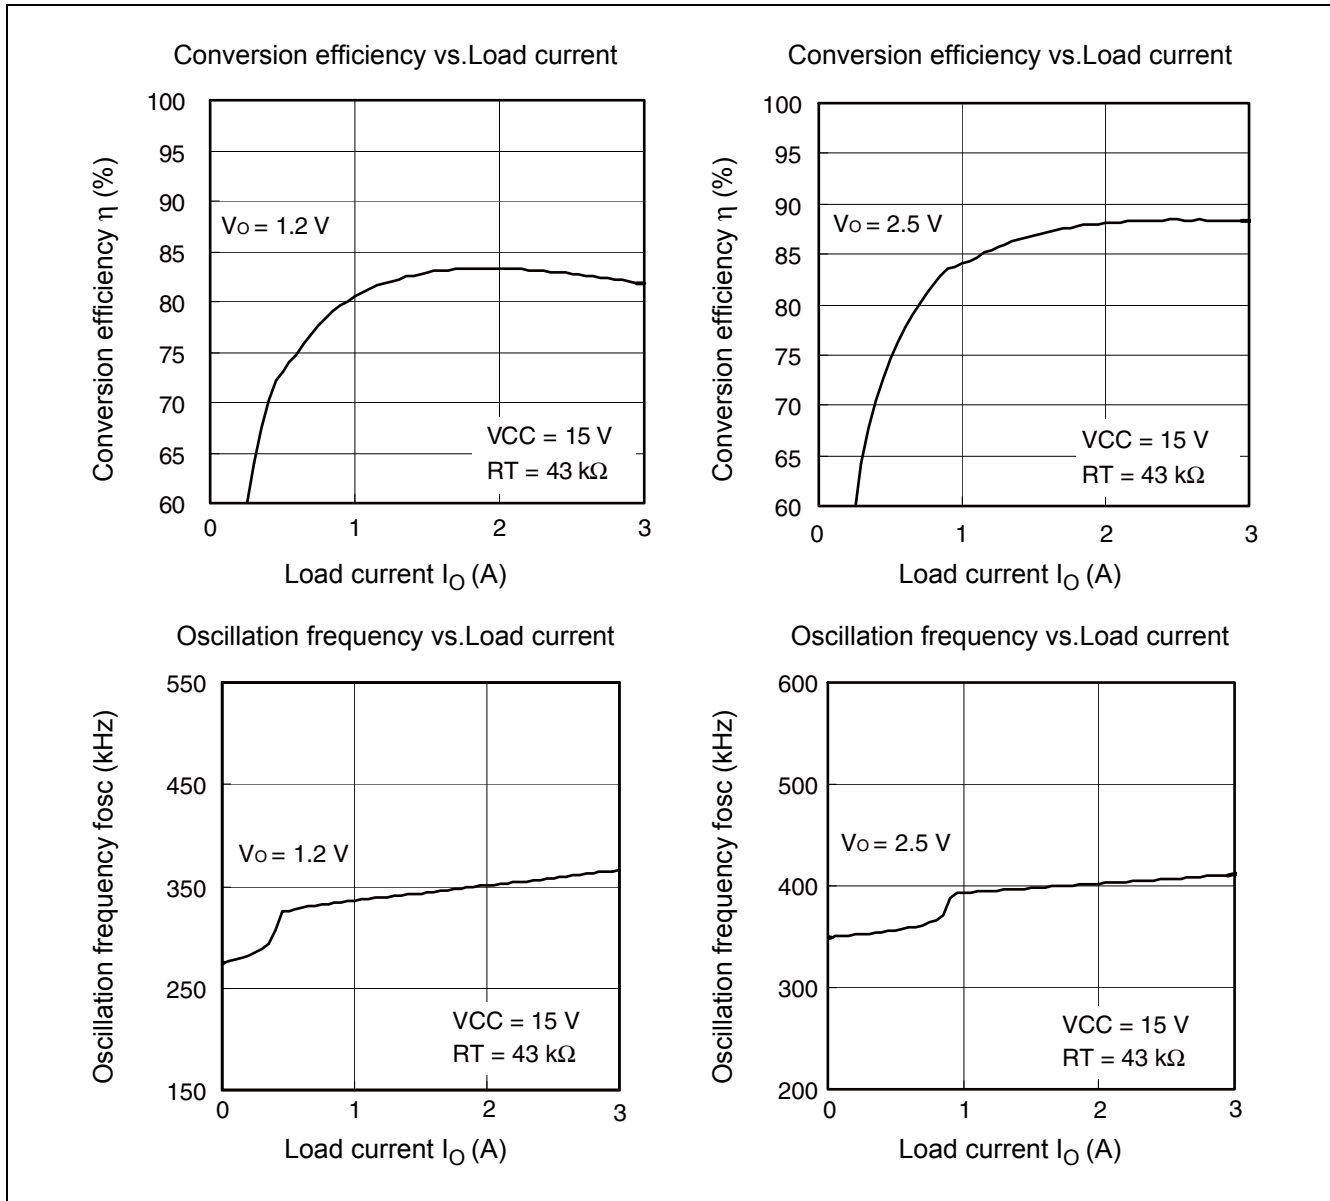 Conversion efficiency vs.Load current
Conversion efficiency η (%)
100
95
90
85
80
75
70
65
60
VO = 1.2 V
VCC = 15 V
RT = 43 kΩ
0 1 2 3
Load current IO (A)
Conversion efficiency vs.Load current
Conversion efficiency η (%)
100
95
90
85
80
75
70
65
60
VO = 2.5 V
VCC = 15 V
RT = 43 kΩ
0 1 2 3
Load current IO (A)
Oscillation frequency vs.Load current
Oscillation frequency fosc (kHz)
550
450
350
250
150
VO = 1.2 V
VCC = 15 V
RT = 43 kΩ
0 1 2 3
Load current IO (A)
Oscillation frequency vs.Load current
Oscillation frequency fosc (kHz)
600
500
400
300
200
VO = 2.5 V
VCC = 15 V
RT = 43 kΩ
0 1 2 3
Load current IO (A)